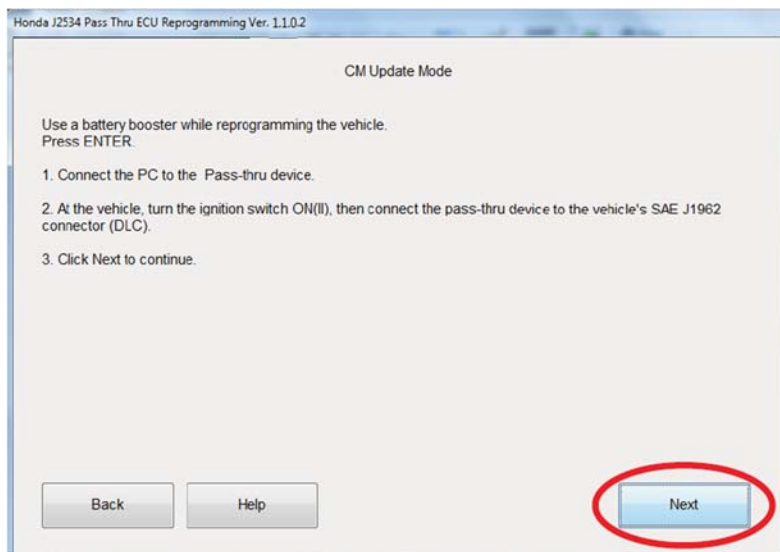 Honda J2534 Pass Thru ECU Reprogramming Ver. 1.1.0.2
CM Update Mode
Use a battery booster while reprogramming the vehicle.
Press ENTER.
1. Connect the PC to the Pass-thru device.
2. At the vehicle, turn the ignition switch ON(II), then connect the pass-thru device to the vehicle's SAE J1962
connector (DLC).
3. Click Next to continue.
Back
Help
Next